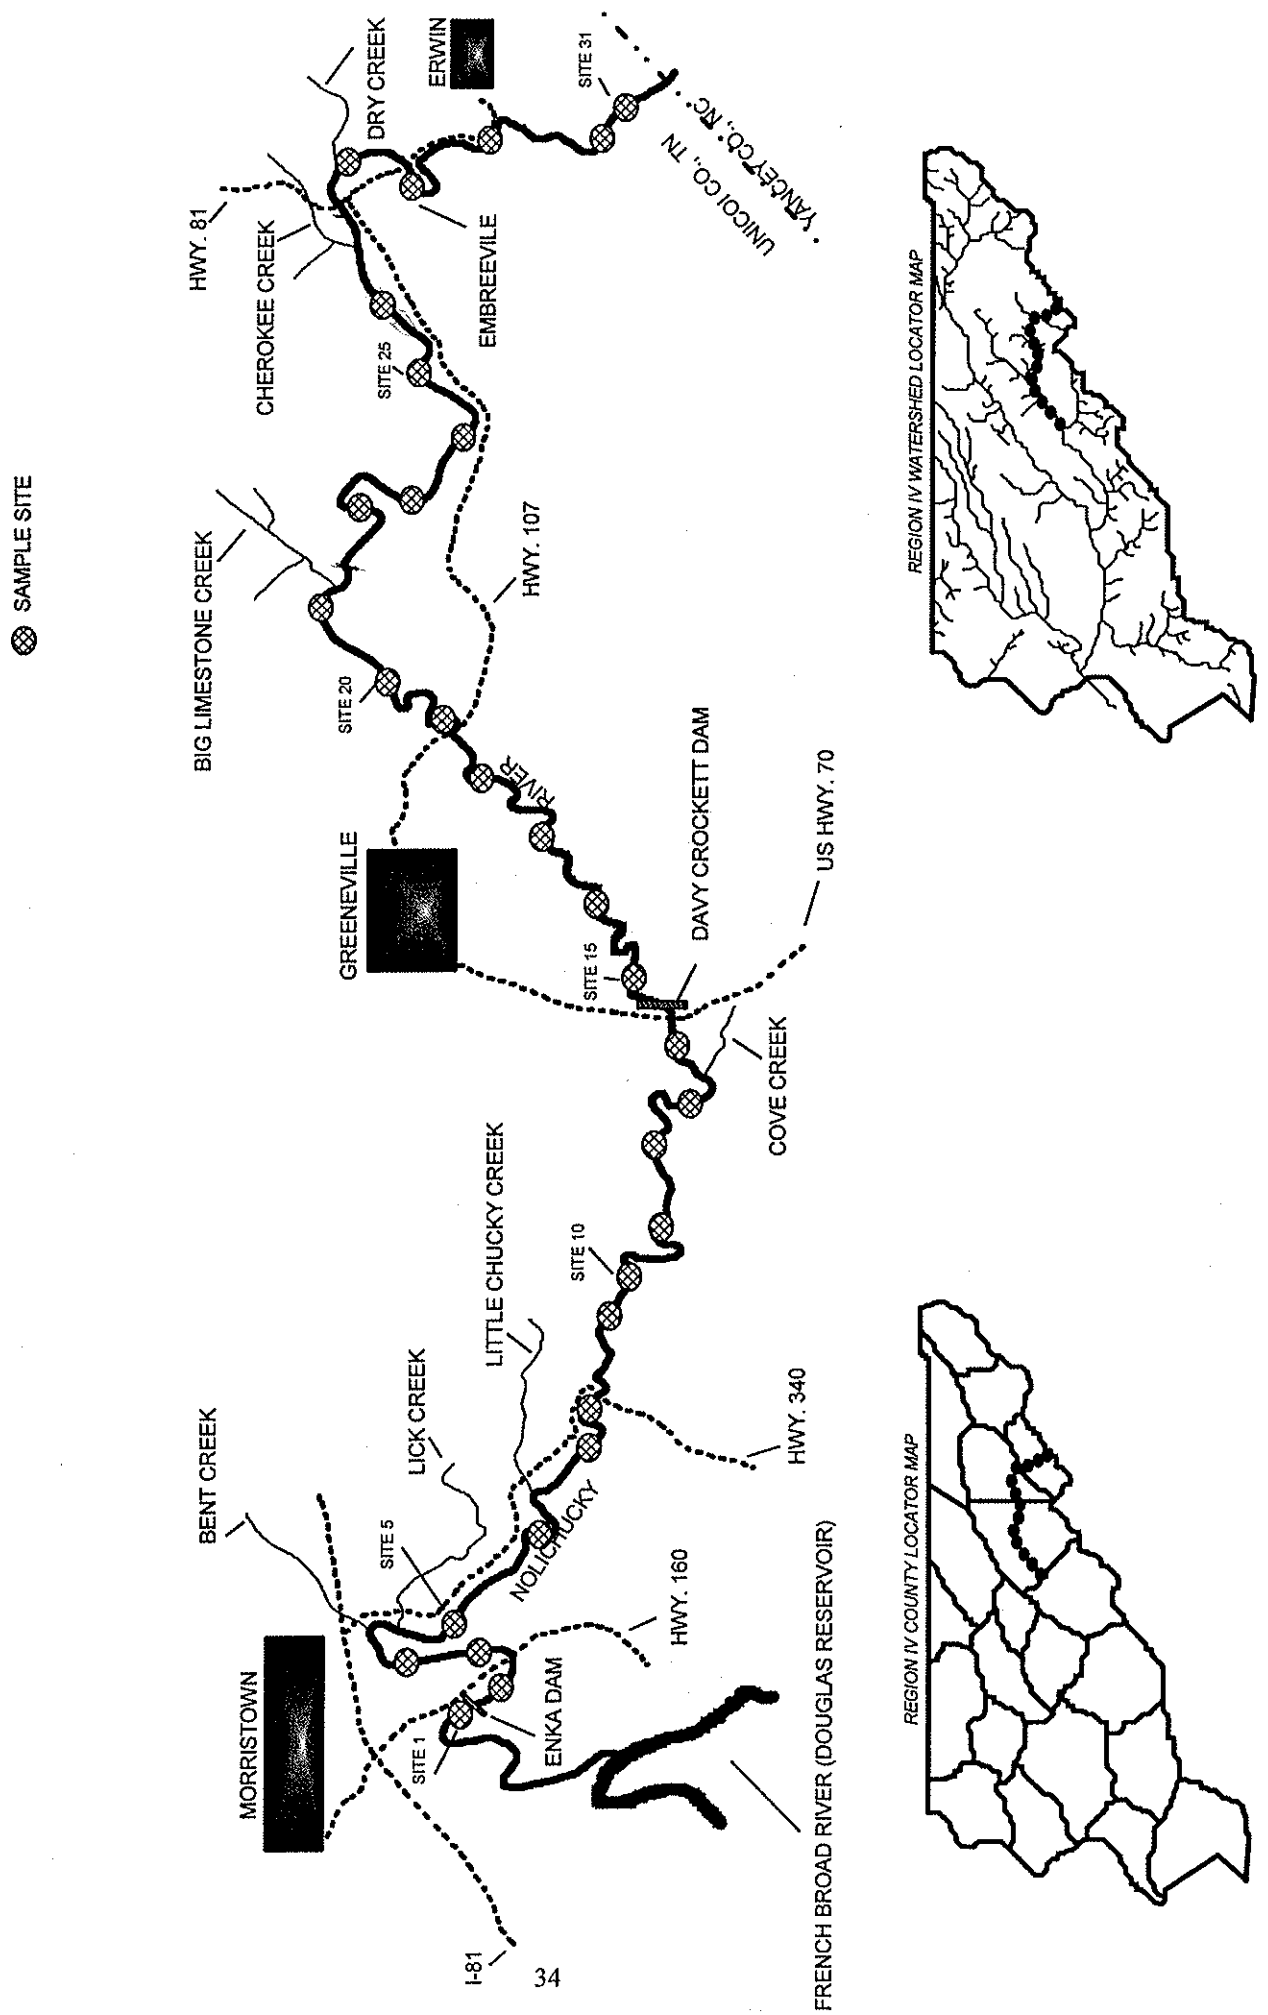 SAMPLE SITE
MORRISTOWN
BENT CREEK
BIG LIMESTONE CREEK
HWY. 81
CHEROKEE CREEK
DRY CREEK
ERWIN
GREENEVILLE
SITE 20
SITE 25
SITE 5
LICK CREEK
SITE 1
I-81
LITTLE CHUCKY CREEK
EMBREEVILE
HWY. 107
RIVER
SITE 31
NOLICHUCKY
ENKA DAM
SITE 10
SITE 15
UNICOI CO., TN
YANCEY CO., NC
HWY. 160
DAVY CROCKETT DAM
COVE CREEK
HWY. 340
US HWY. 70
FRENCH BROAD RIVER (DOUGLAS RESERVOIR)
REGION IV COUNTY LOCATOR MAP
REGION IV WATERSHED LOCATOR MAP
34